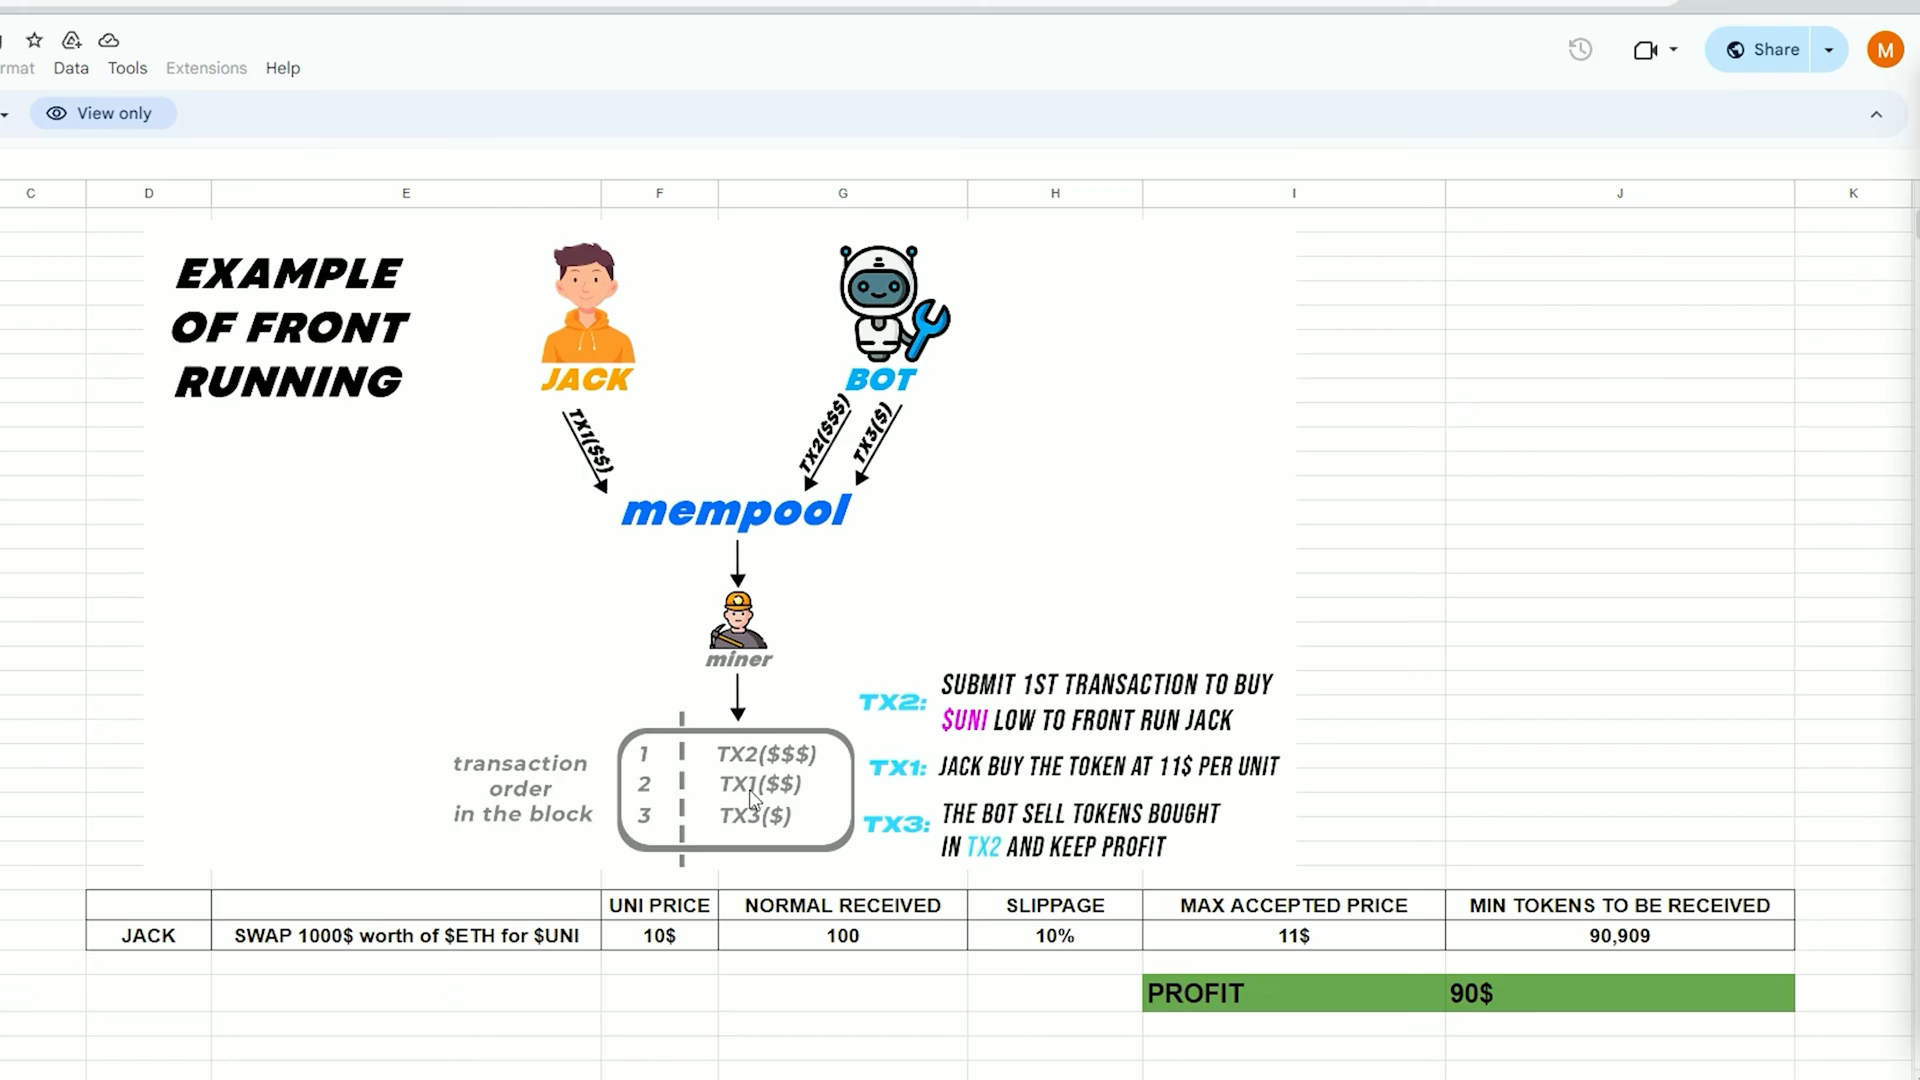 rmat Data Tools Extensions Help
Share
M
View only
C D E F G H I J K
EXAMPLE
OF FRONT
RUNNING
JACK
BOT
TX1($$)
TX2($$$)
TX3($)
mempool
miner
transaction
order
in the block
1 TX2($$$)
2 TX1($$)
3 TX3($)
TX2: SUBMIT 1ST TRANSACTION TO BUY
$UNI LOW TO FRONT RUN JACK
TX1: JACK BUY THE TOKEN AT 11$ PER UNIT
TX3: THE BOT SELL TOKENS BOUGHT
IN TX2 AND KEEP PROFIT
UNI PRICE NORMAL RECEIVED SLIPPAGE MAX ACCEPTED PRICE MIN TOKENS TO BE RECEIVED
JACK SWAP 1000$ worth of $ETH for $UNI 10$ 100 10% 11$ 90,909
PROFIT 90$